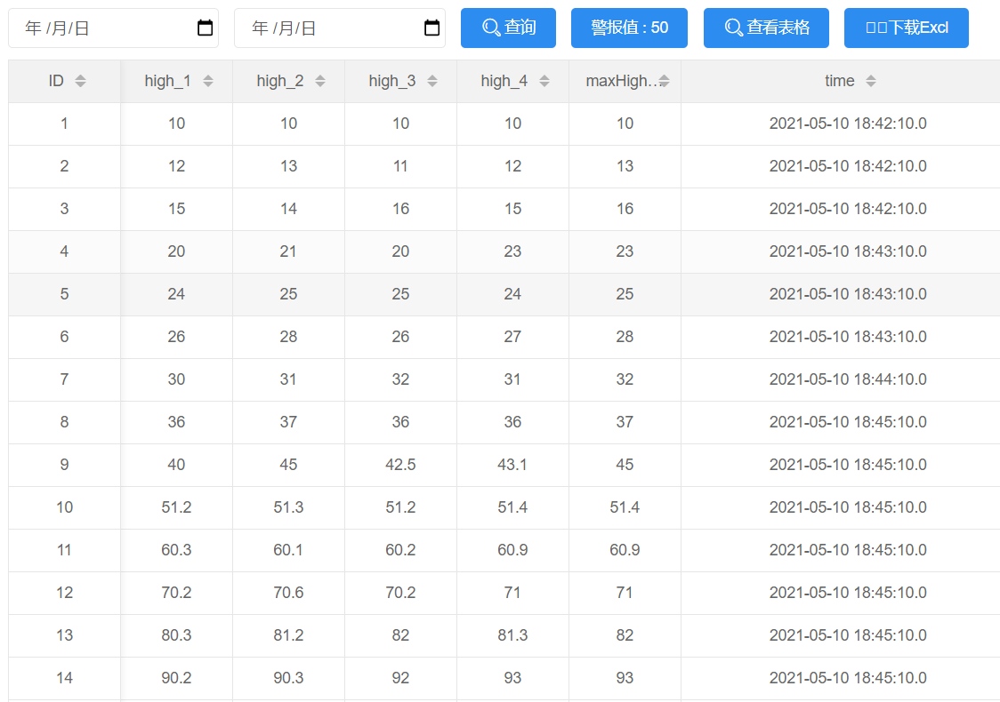 年 /月/日 年 /月/日 查询 警报值 : 50 查看表格 下载Excl
ID high_1 high_2 high_3 high_4 maxHigh... time
1 10 10 10 10 10 2021-05-10 18:42:10.0
2 12 13 11 12 13 2021-05-10 18:42:10.0
3 15 14 16 15 16 2021-05-10 18:42:10.0
4 20 21 20 23 23 2021-05-10 18:43:10.0
5 24 25 25 24 25 2021-05-10 18:43:10.0
6 26 28 26 27 28 2021-05-10 18:43:10.0
7 30 31 32 31 32 2021-05-10 18:44:10.0
8 36 37 36 36 37 2021-05-10 18:45:10.0
9 40 45 42.5 43.1 45 2021-05-10 18:45:10.0
10 51.2 51.3 51.2 51.4 51.4 2021-05-10 18:45:10.0
11 60.3 60.1 60.2 60.9 60.9 2021-05-10 18:45:10.0
12 70.2 70.6 70.2 71 71 2021-05-10 18:45:10.0
13 80.3 81.2 82 81.3 82 2021-05-10 18:45:10.0
14 90.2 90.3 92 93 93 2021-05-10 18:45:10.0